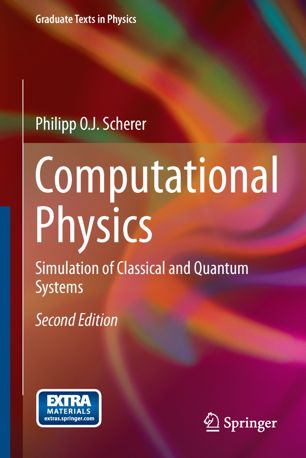 Graduate Texts in Physics
Philipp O.J. Scherer
Computational
Physics
Simulation of Classical and Quantum
Systems
Second Edition
EXTRA
MATERIALS
extras.springer.com
Springer